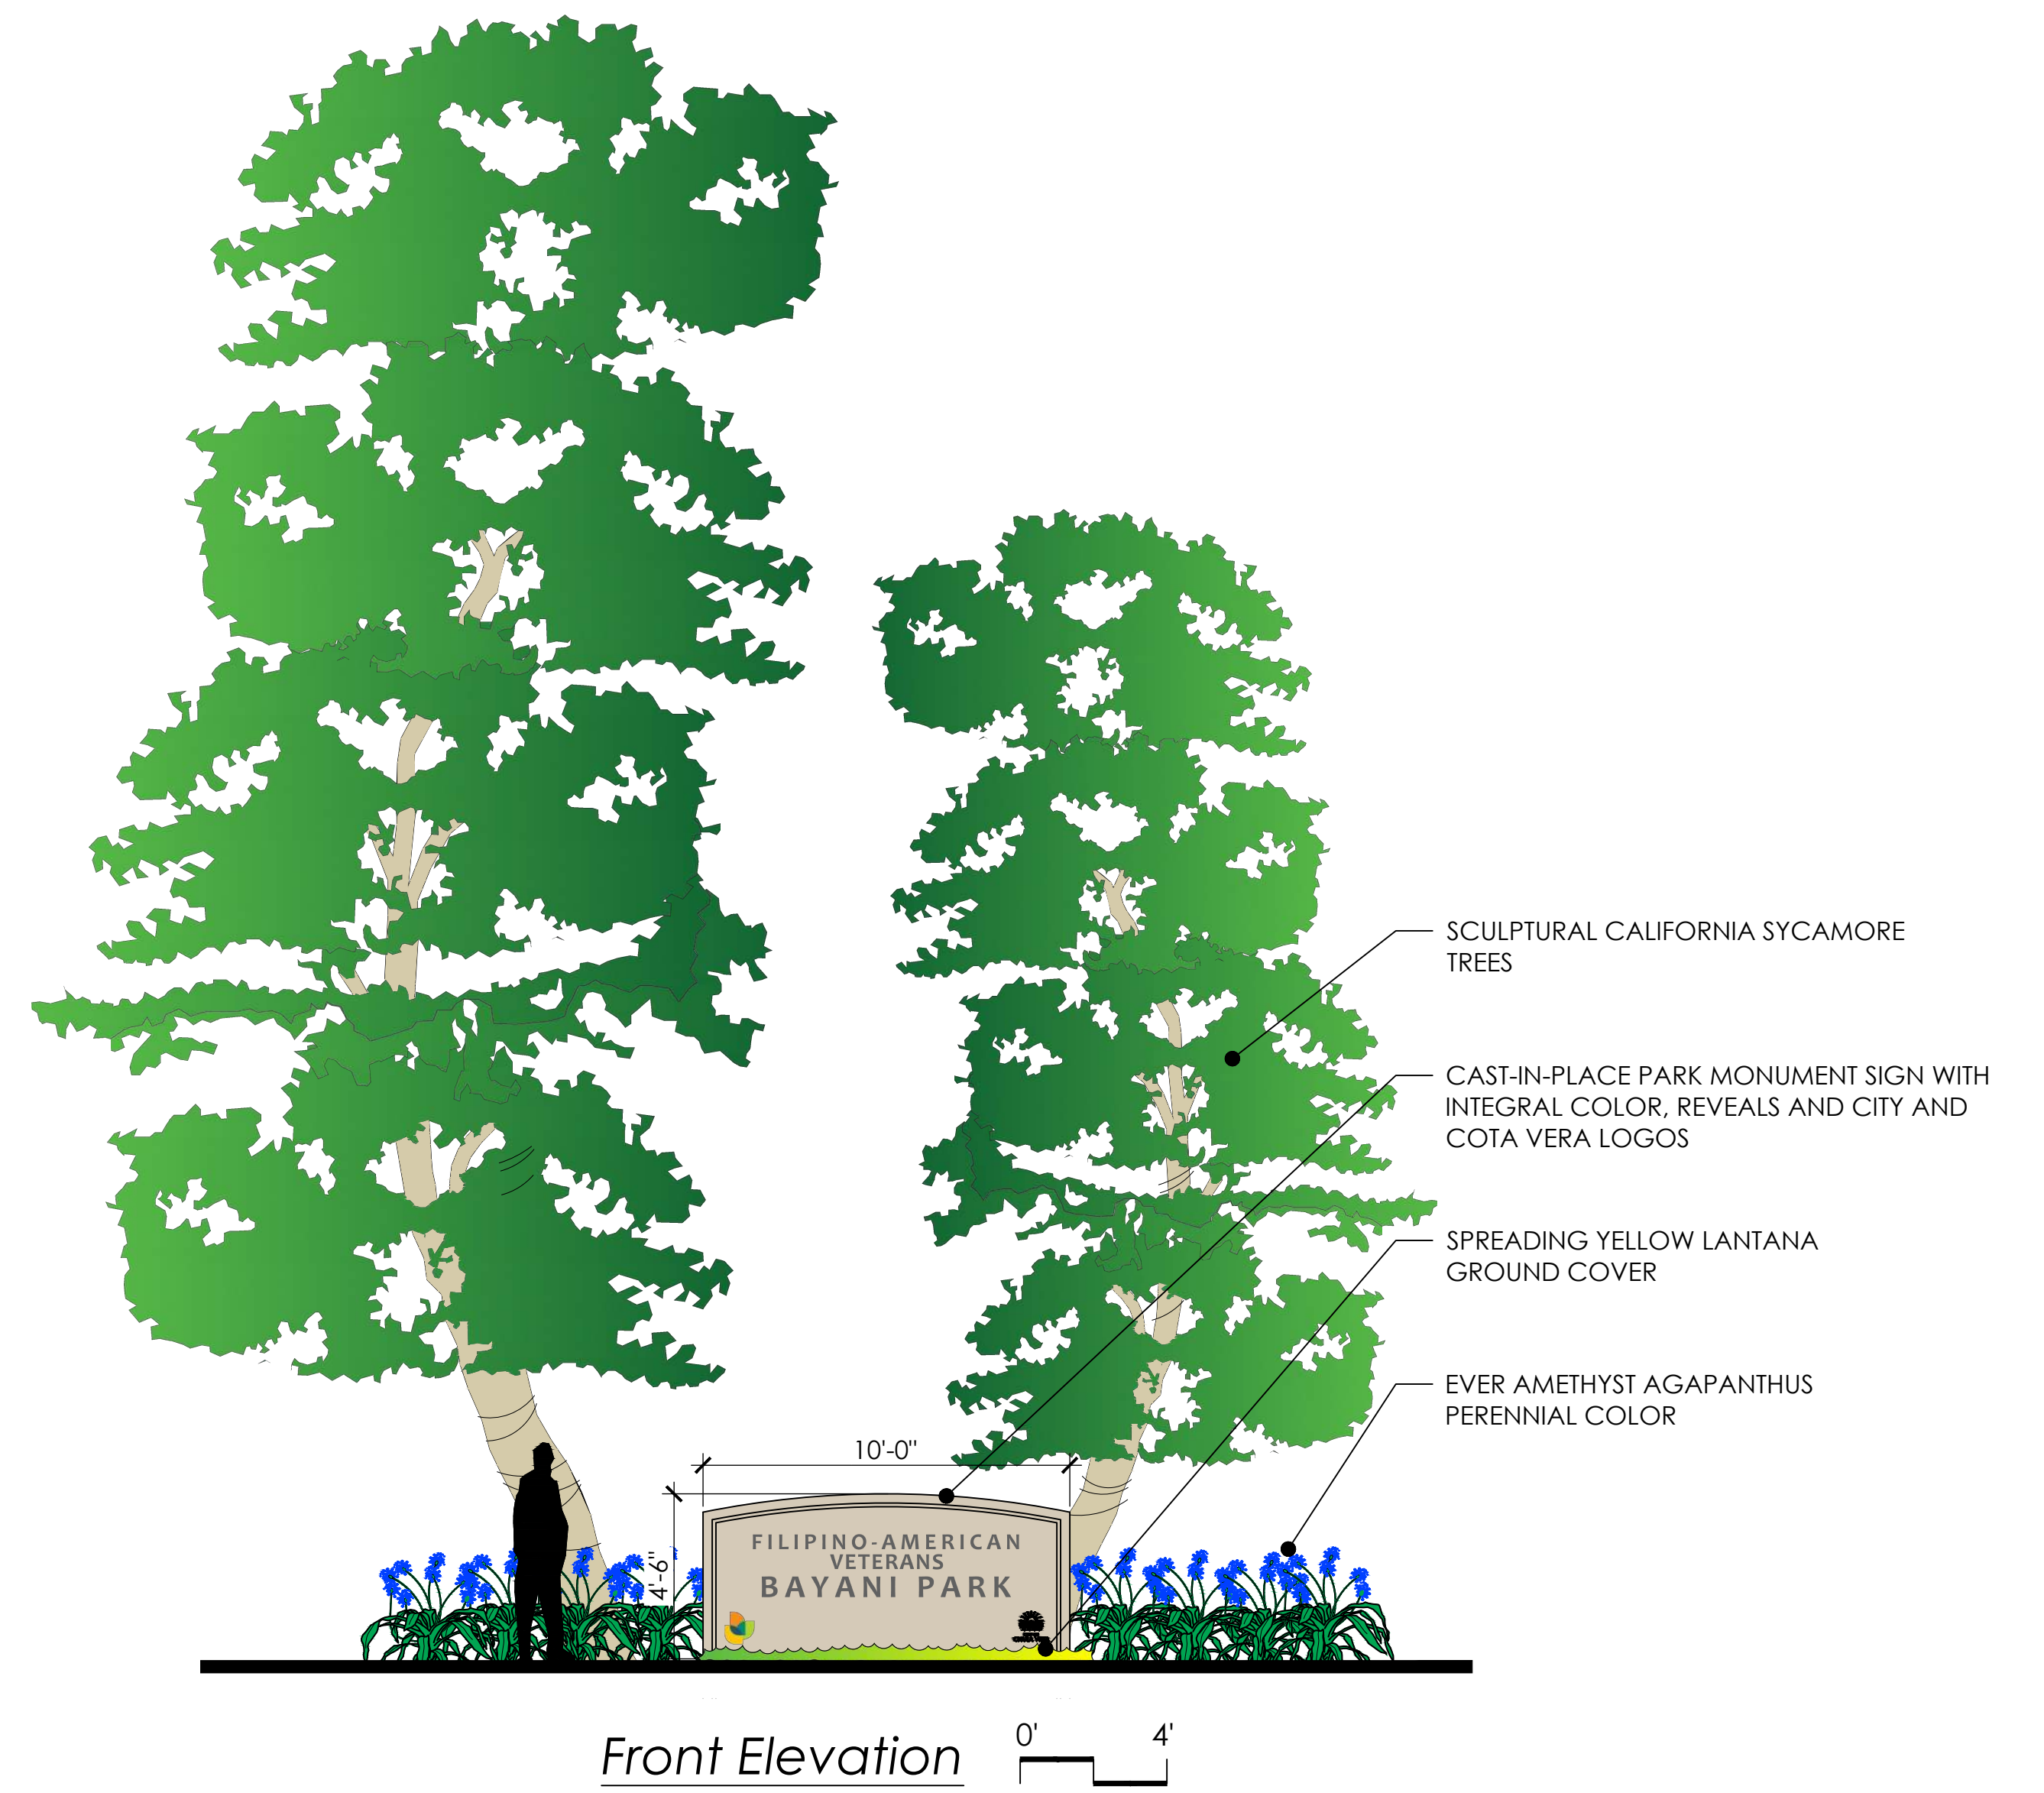 SCULPTURAL CALIFORNIA SYCAMORE
TREES
CAST-IN-PLACE PARK MONUMENT SIGN WITH
INTEGRAL COLOR, REVEALS AND CITY AND
COTA VERA LOGOS
SPREADING YELLOW LANTANA
GROUND COVER
EVER AMETHYST AGAPANTHUS
PERENNIAL COLOR
10'-0"
4'-6"
FILIPINO-AMERICAN
VETERANS
BAYANI PARK
Front Elevation
0' 4'